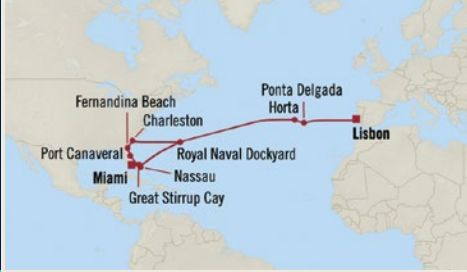 Ponta Delgada
Horta
Lisbon
Fernandina Beach
Charleston
Port Canaveral
Royal Naval Dockyard
Miami
Nassau
Great Stirrup Cay